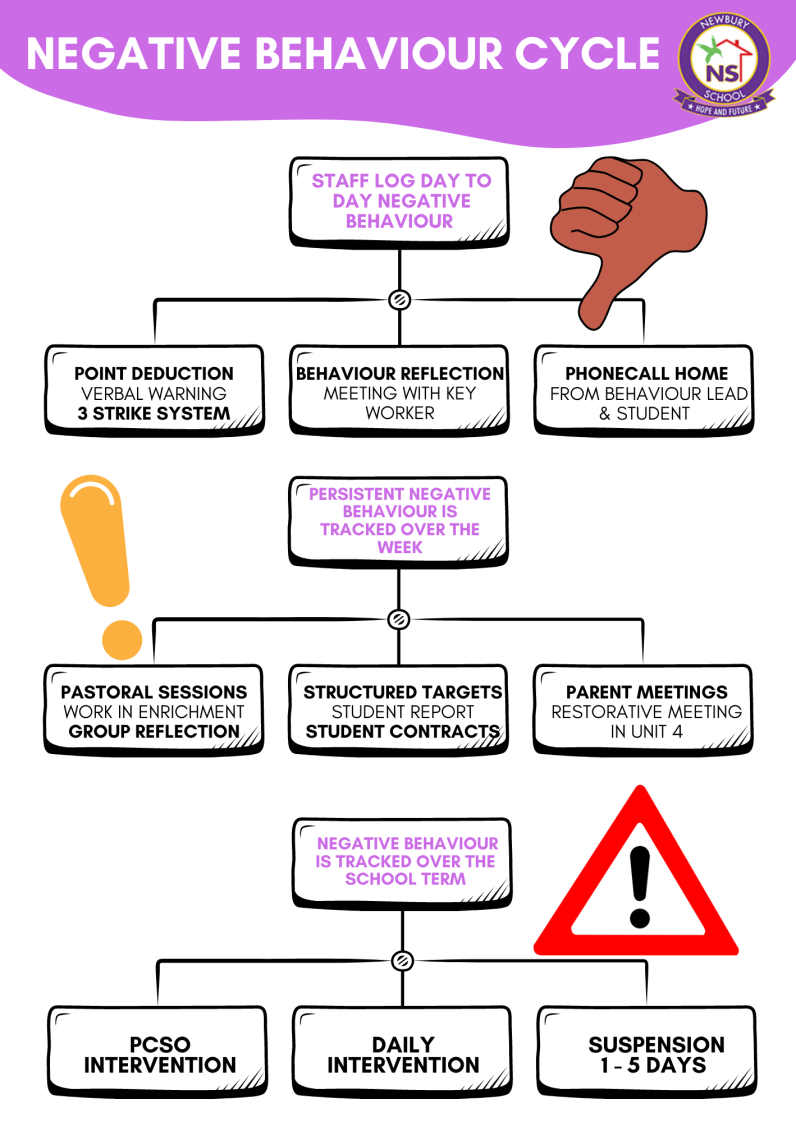 NEGATIVE BEHAVIOUR CYCLE
NEWBURY
NS
SCHOOL
HOPE AND FUTURE
STAFF LOG DAY TO
DAY NEGATIVE
BEHAVIOUR
POINT DEDUCTION
VERBAL WARNING
3 STRIKE SYSTEM
BEHAVIOUR REFLECTION
MEETING WITH KEY
WORKER
PHONECALL HOME
FROM BEHAVIOUR LEAD
& STUDENT
PERSISTENT NEGATIVE
BEHAVIOUR IS
TRACKED OVER THE
WEEK
PASTORAL SESSIONS
WORK IN ENRICHMENT
GROUP REFLECTION
STRUCTURED TARGETS
STUDENT REPORT
STUDENT CONTRACTS
PARENT MEETINGS
RESTORATIVE MEETING
IN UNIT 4
NEGATIVE BEHAVIOUR
IS TRACKED OVER THE
SCHOOL TERM
PCSO
INTERVENTION
DAILY
INTERVENTION
SUSPENSION
1 - 5 DAYS